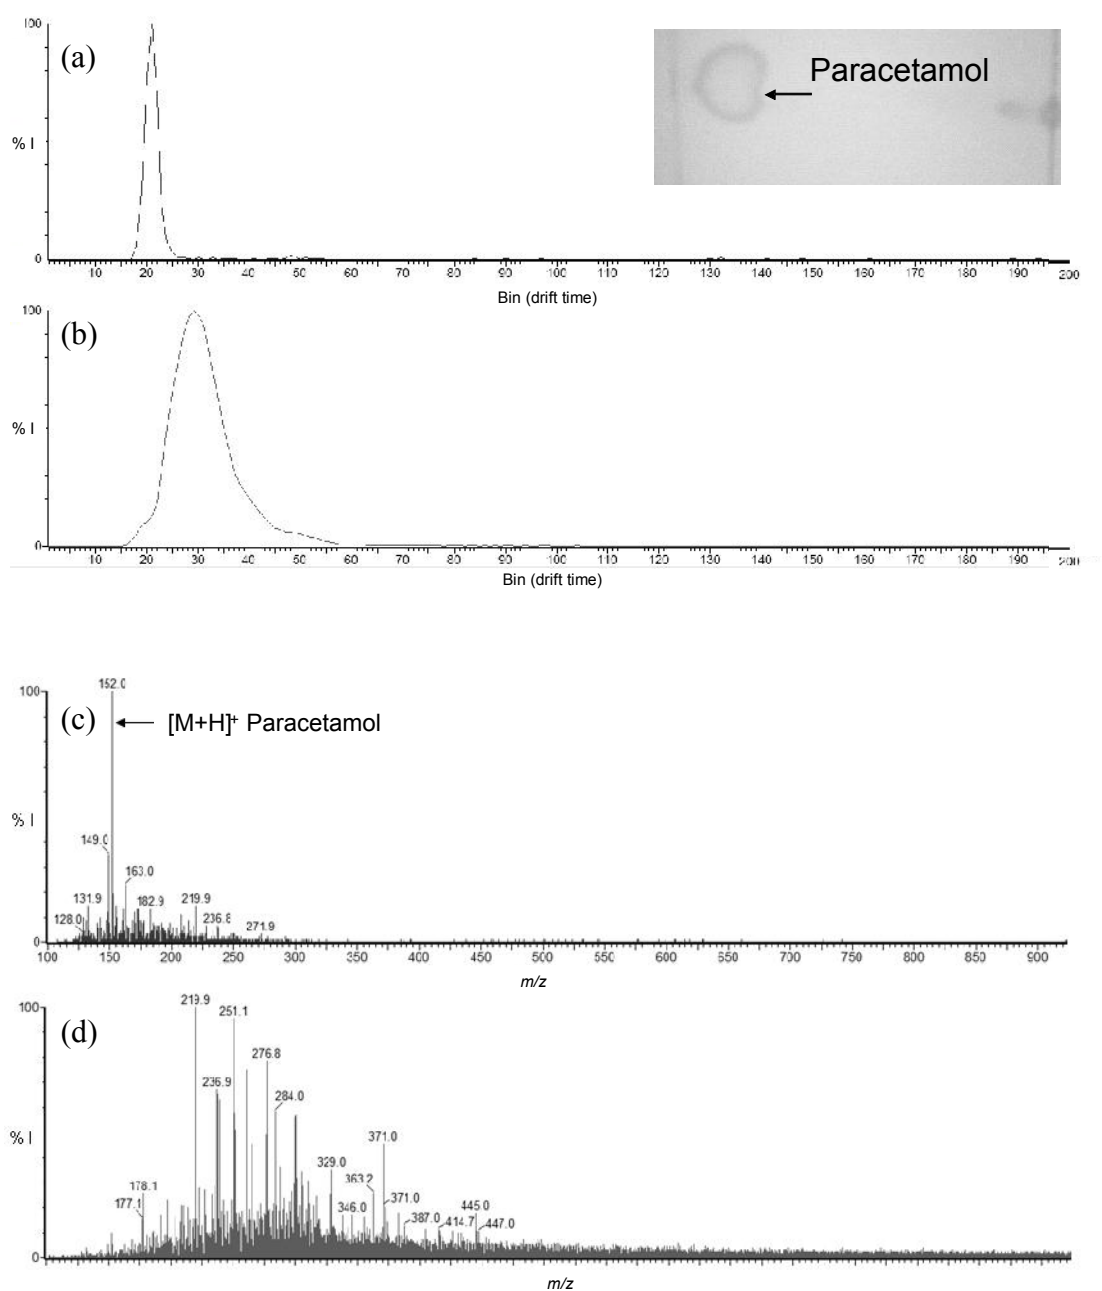 100
(a)
Paracetamol
% I
0
10 20 30 40 50 60 70 80 90 100 110 120 130 140 150 160 170 180 190 200
Bin (drift time)
100
(b)
% I
0
10 20 30 40 50 60 70 80 90 100 110 120 130 140 150 160 170 180 190 200
Bin (drift time)
152.0
100
(c)
[M+H]+ Paracetamol
% I
149.0
163.0
131.9
182.9
219.9
128.0
236.8
271.9
0
100 150 200 250 300 350 400 450 500 550 600 650 700 750 800 850 900
m/z
219.9
100
251.1
(d)
276.8
236.9
284.0
% I
371.0
329.0
363.2
178.1
177.1
371.0
346.0
387.0
445.0
414.7
447.0
0
m/z